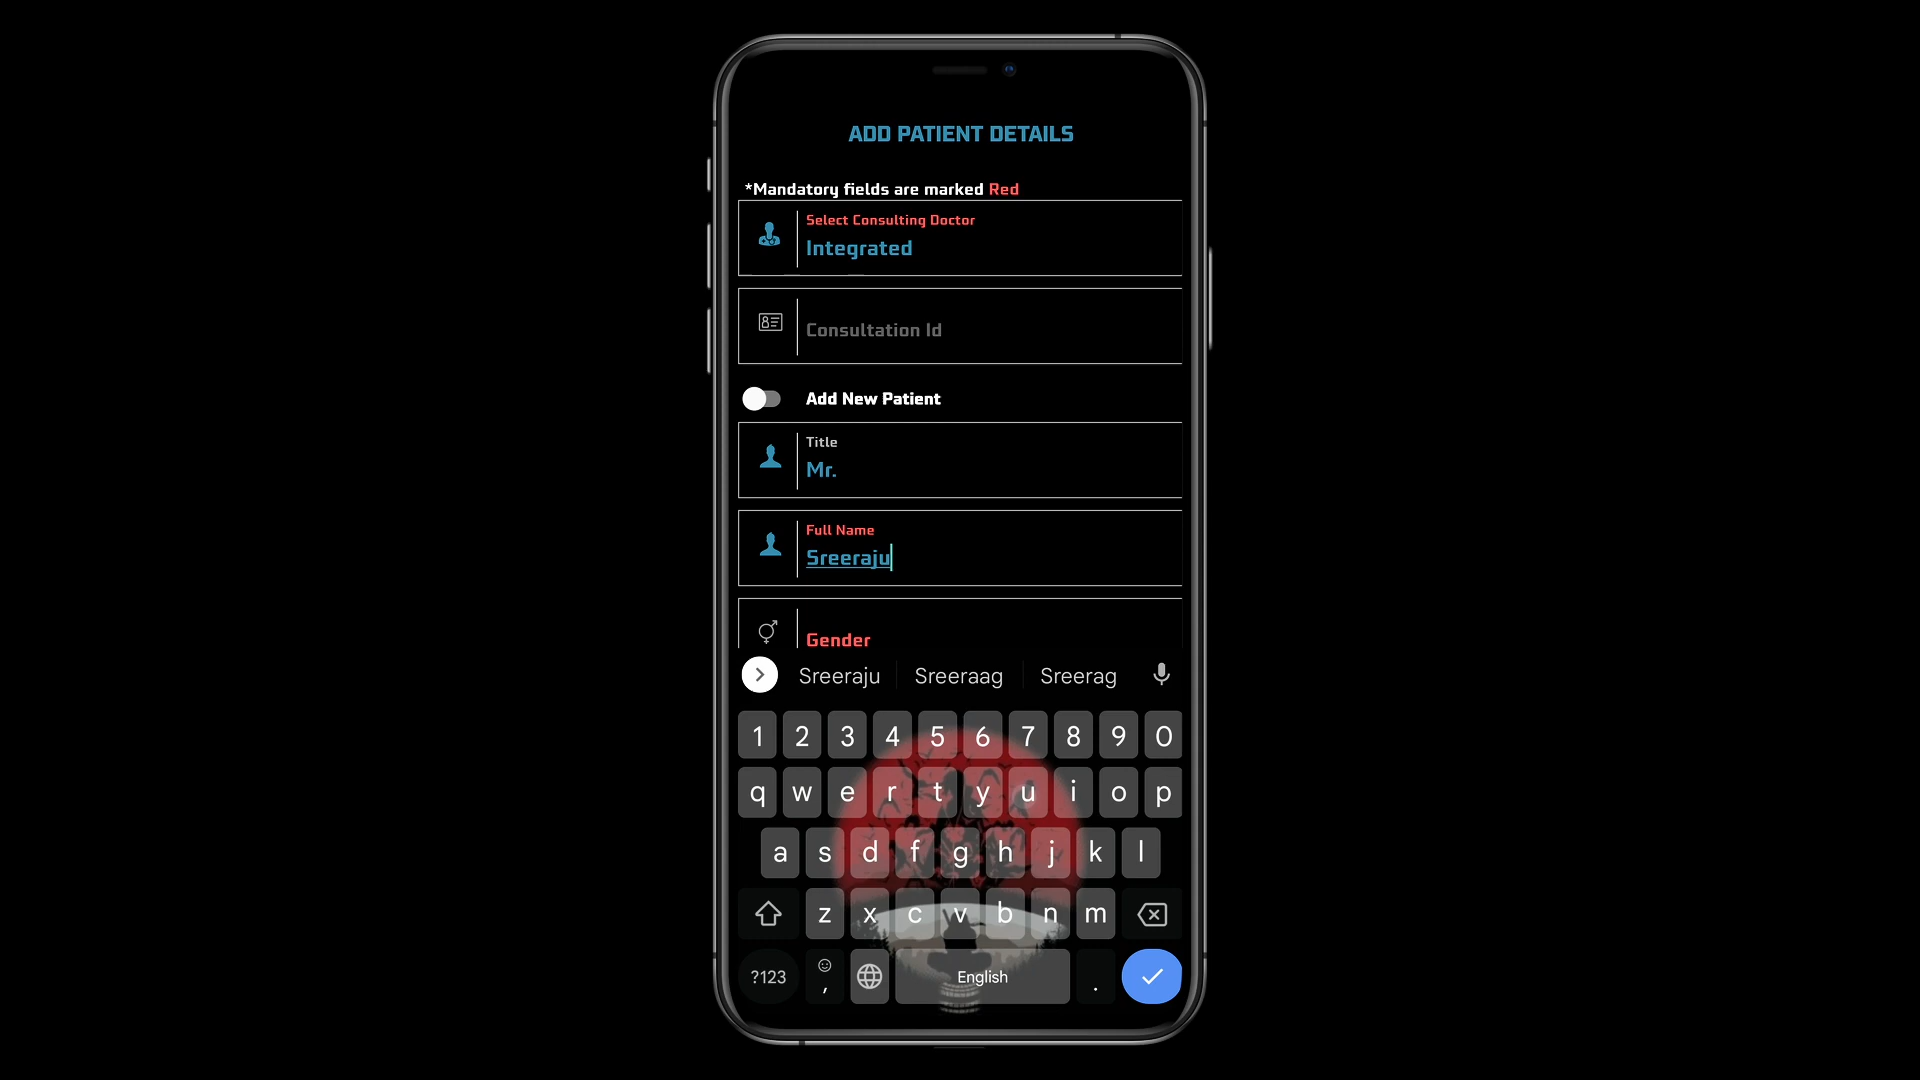 ADD PATIENT DETAILS
*Mandatory fields are marked Red
Select Consulting Doctor
Integrated
Consultation Id
Add New Patient
Title
Mr.
Full Name
Sreeraju
Gender
Sreeraju Sreeraag Sreerag
1 2 3 4 5 6 7 8 9 0
q w e r t y u i o p
a s d f g h j k l
z x c v b n m
?123 , English .